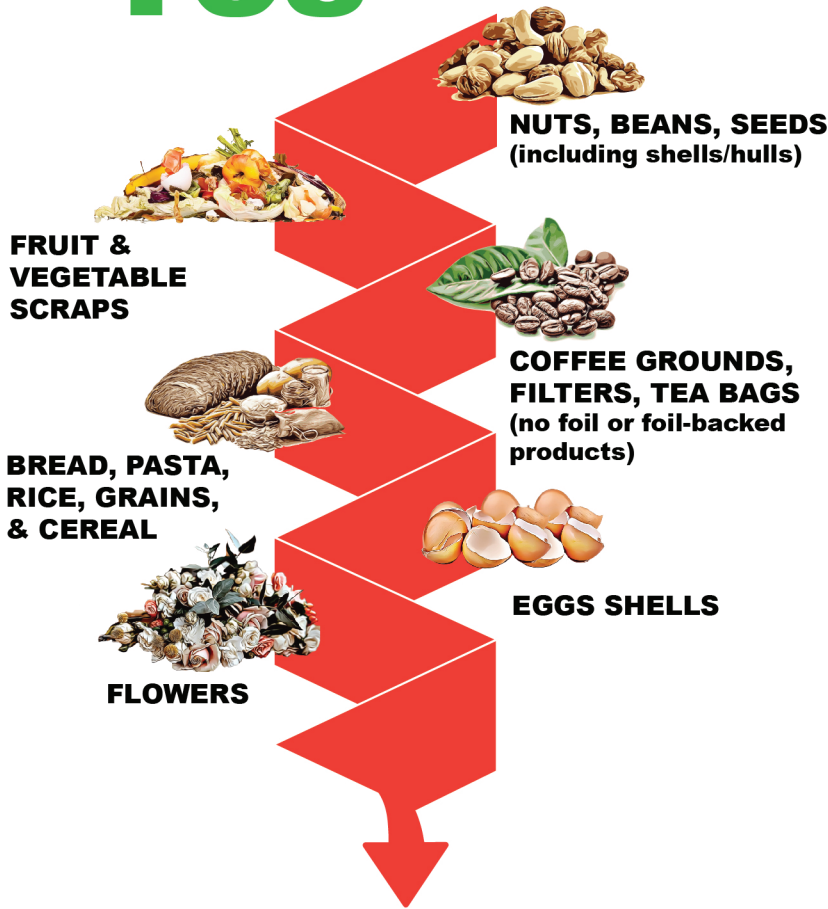 Yes
NUTS, BEANS, SEEDS
(including shells/hulls)
FRUIT &
VEGETABLE
SCRAPS
COFFEE GROUNDS,
FILTERS, TEA BAGS
(no foil or foil-backed
products)
BREAD, PASTA,
RICE, GRAINS,
& CEREAL
EGGS SHELLS
FLOWERS